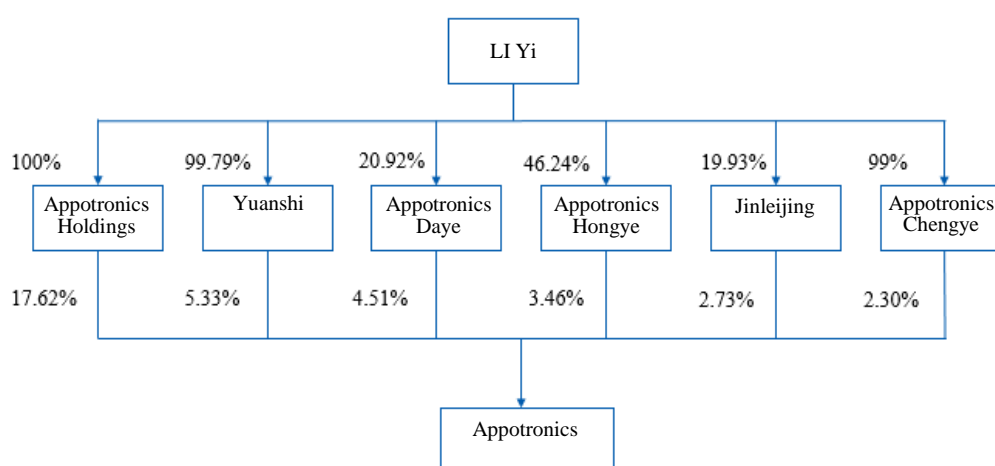 LI Yi
100%
99.79%
20.92%
46.24%
19.93%
99%
Appotronics
Holdings
Yuanshi
Appotronics
Daye
Appotronics
Hongye
Jinleijing
Appotronics
Chengye
17.62%
5.33%
4.51%
3.46%
2.73%
2.30%
Appotronics